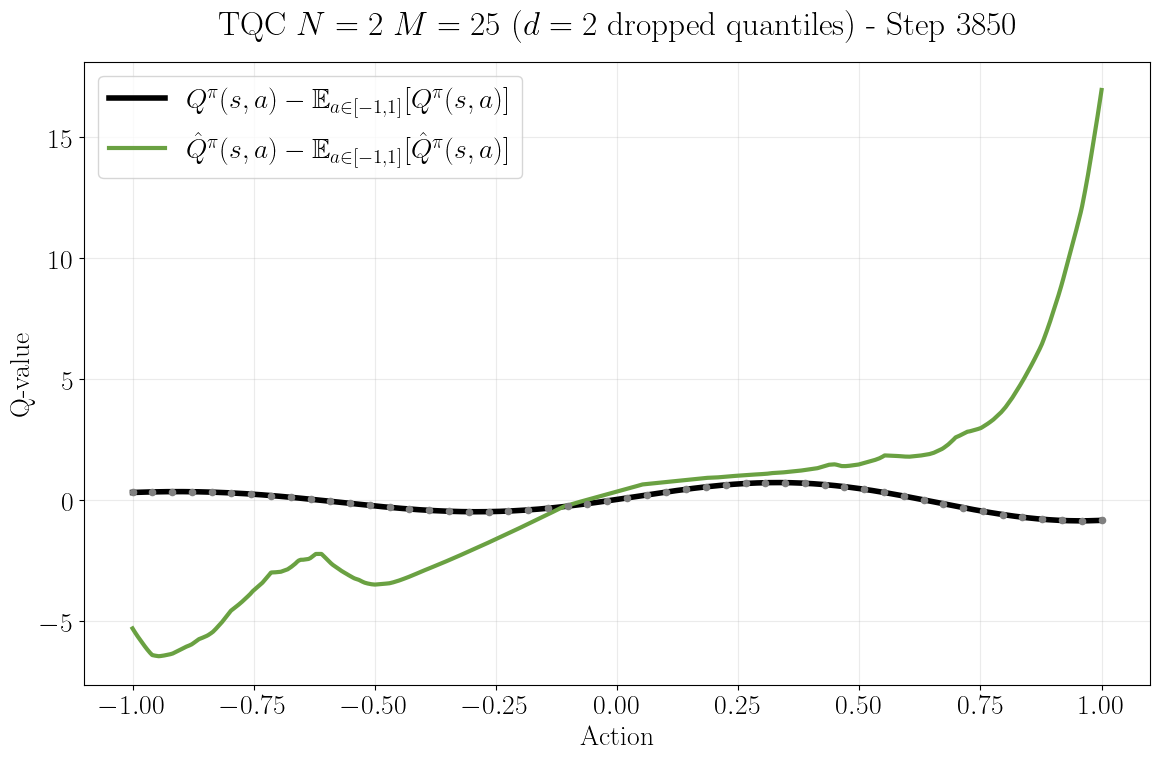 TQC N = 2 M = 25 (d = 2 dropped quantiles) - Step 3850
Q^π(s, a) − 𝔼_{a∈[−1,1]}[Q^π(s, a)]
Q̂^π(s, a) − 𝔼_{a∈[−1,1]}[Q̂^π(s, a)]
15
10
5
0
−5
Q-value
−1.00 −0.75 −0.50 −0.25 0.00 0.25 0.50 0.75 1.00
Action